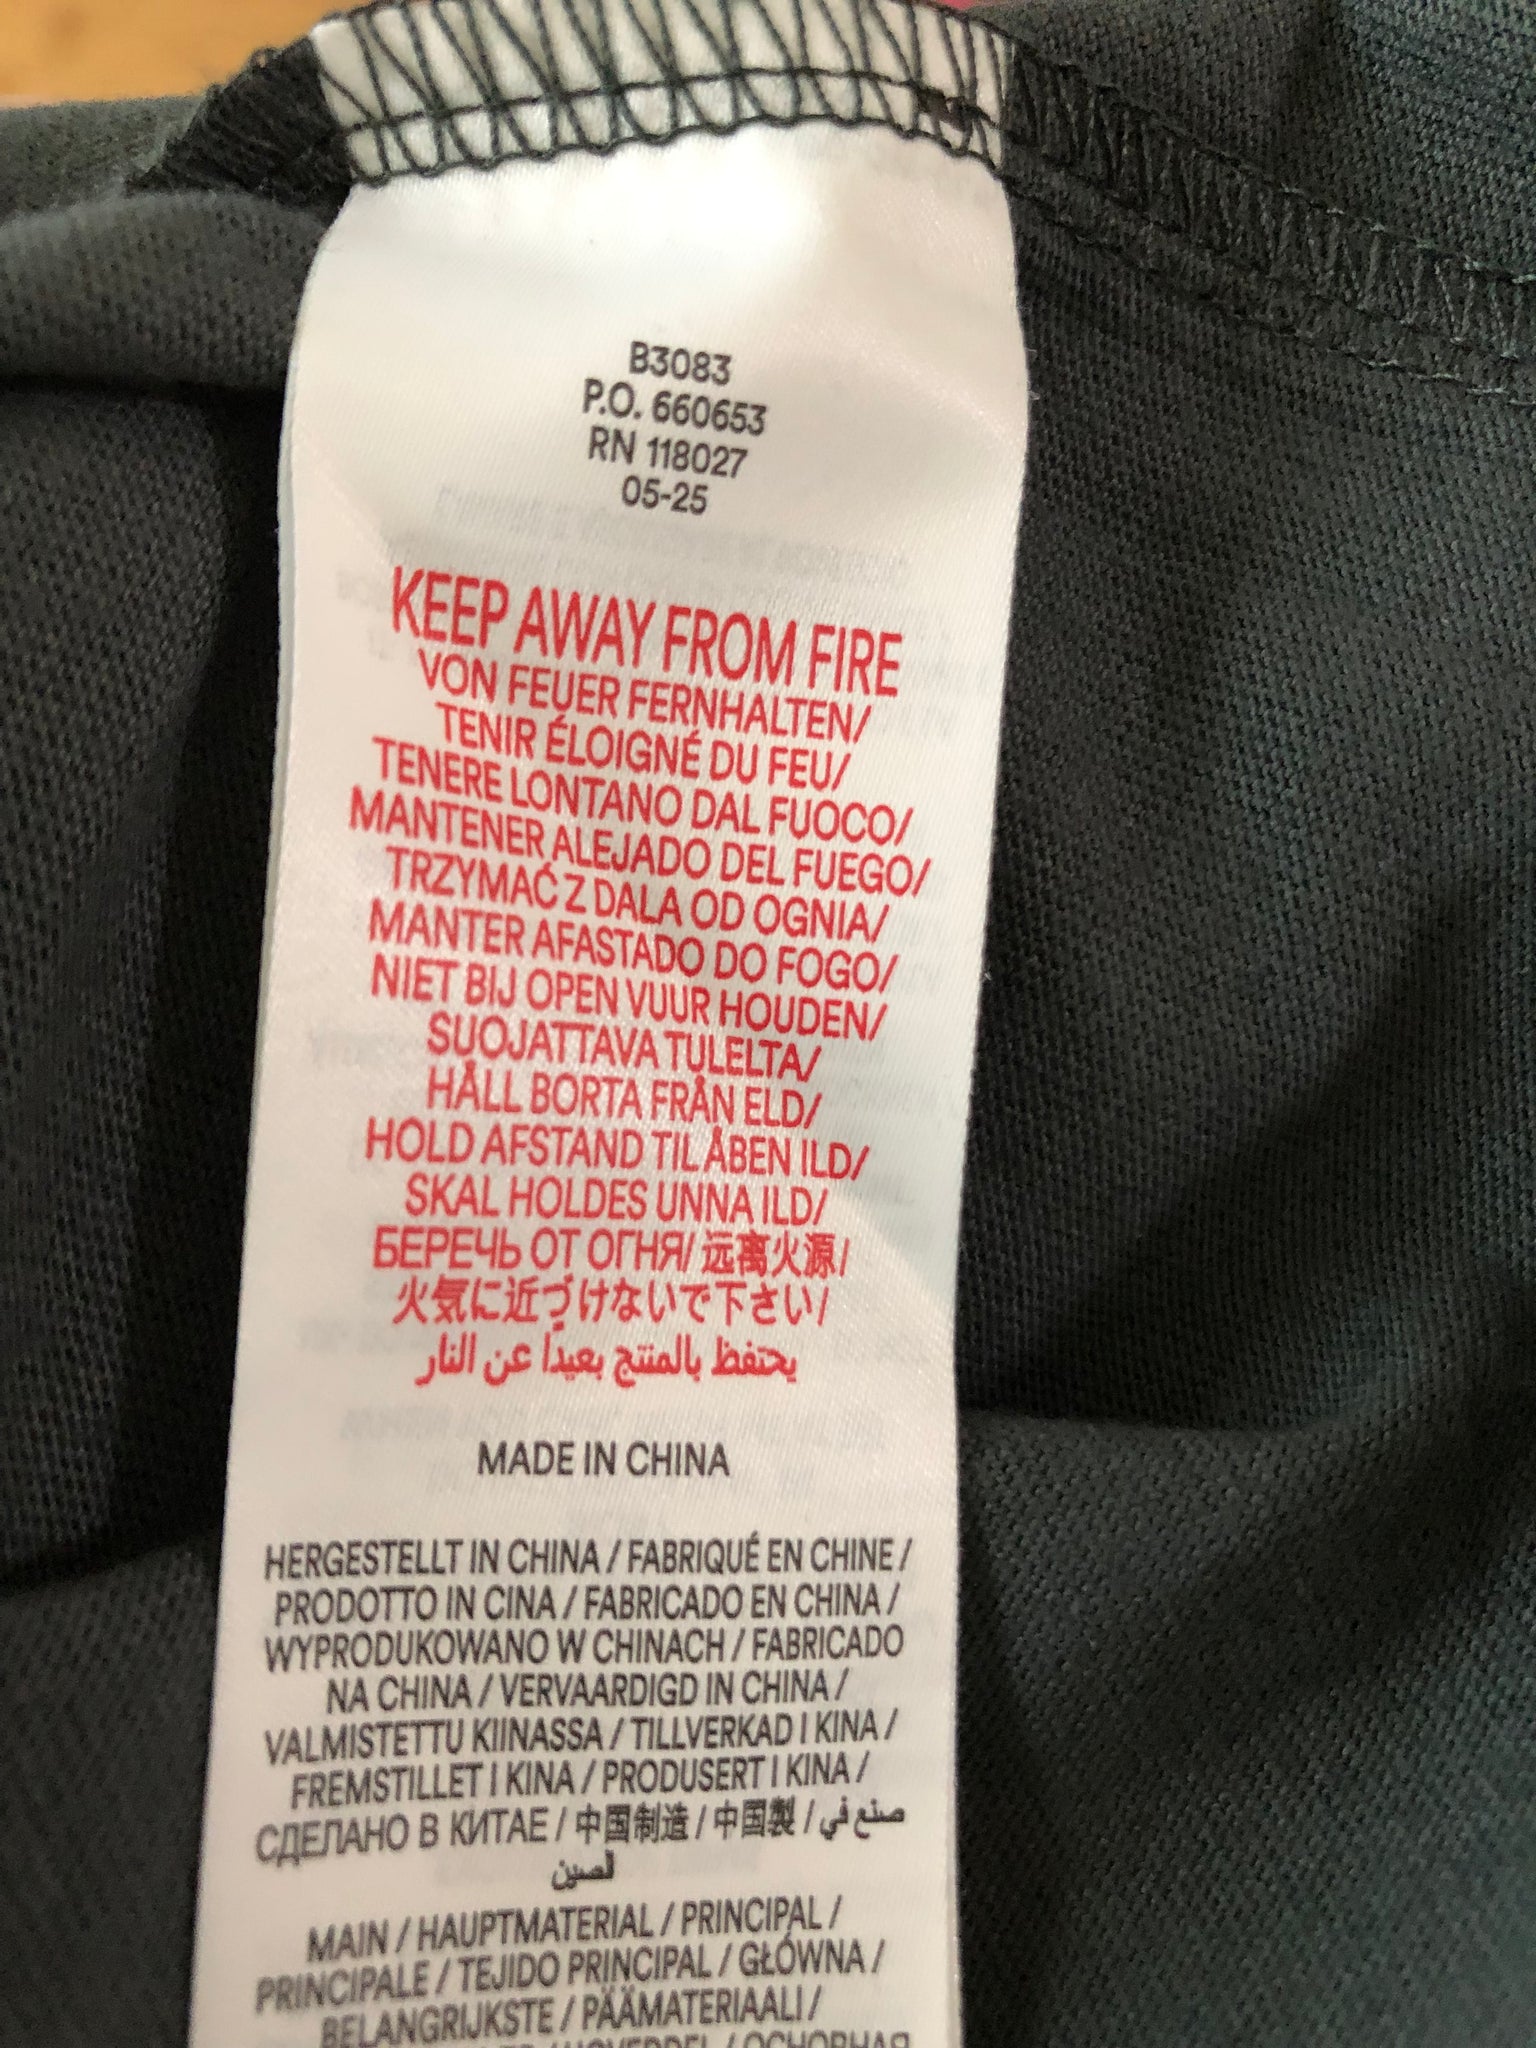 B3083
P.O. 660653
RN 118027
05-25
KEEP AWAY FROM FIRE
VON FEUER FERNHALTEN/
TENIR ÉLOIGNÉ DU FEU/
TENERE LONTANO DAL FUOCO/
MANTENER ALEJADO DEL FUEGO/
TRZYMAĆ Z DALA OD OGNIA/
MANTER AFASTADO DO FOGO/
NIET BIJ OPEN VUUR HOUDEN/
SUOJATTAVA TULELTA/
HÅLL BORTA FRÅN ELD/
HOLD AFSTAND TIL ÅBEN ILD/
SKAL HOLDES UNNA ILD/
БЕРЕЧЬ ОТ ОГНЯ/ 远离火源/
火気に近づけないで下さい/
يحتفظ بالمنتج بعيداً عن النار
MADE IN CHINA
HERGESTELLT IN CHINA / FABRIQUÉ EN CHINE /
PRODOTTO IN CINA / FABRICADO EN CHINA /
WYPRODUKOWANO W CHINACH / FABRICADO
NA CHINA / VERVAARDIGD IN CHINA /
VALMISTETTU KIINASSA / TILLVERKAD I KINA /
FREMSTILLET I KINA / PRODUSERT I KINA /
СДЕЛАНО В КИТАЕ / 中国制造 / 中国製 / صنع في
الصين
MAIN / HAUPTMATERIAL / PRINCIPAL /
PRINCIPALE / TEJIDO PRINCIPAL / GŁÓWNA /
BELANGRIJKSTE / PÄÄMATERIAALI /
ОСНОВНАЯ